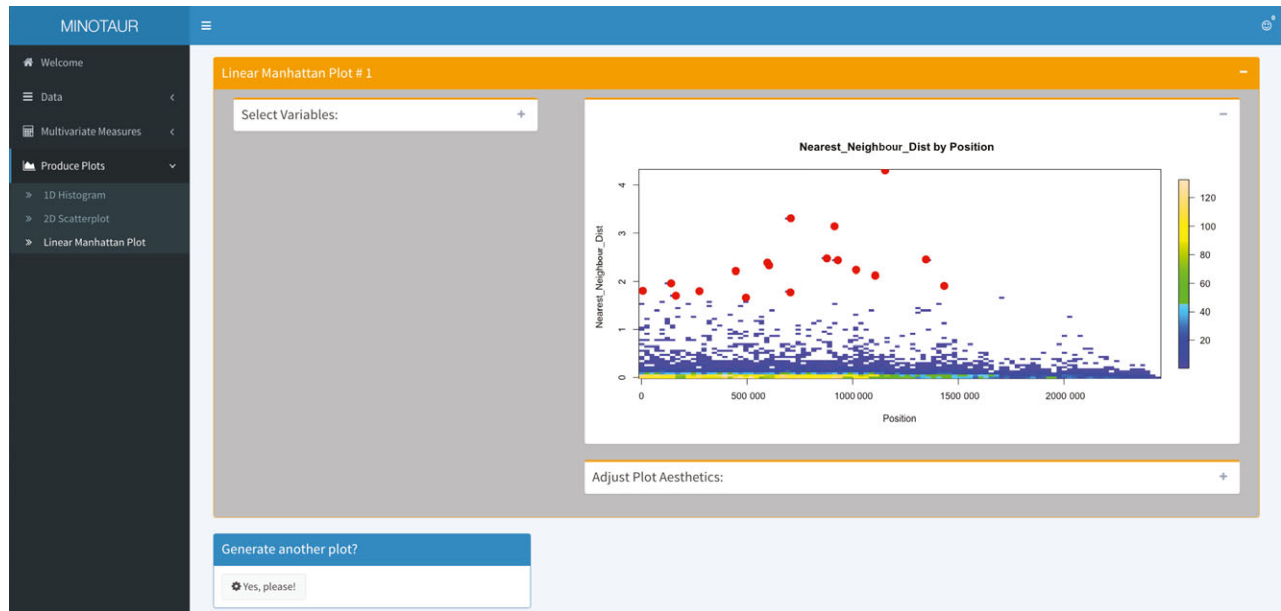 MINOTAUR
Welcome
Data
Multivariate Measures
Produce Plots
» 1D Histogram
» 2D Scatterplot
» Linear Manhattan Plot
Linear Manhattan Plot # 1
Select Variables:
Nearest_Neighbour_Dist by Position
Nearest_Neighbour_Dist
4
3
2
1
0
0
500 000
1000 000
1500 000
2000 000
Position
120
100
80
60
40
20
Adjust Plot Aesthetics:
Generate another plot?
Yes, please!